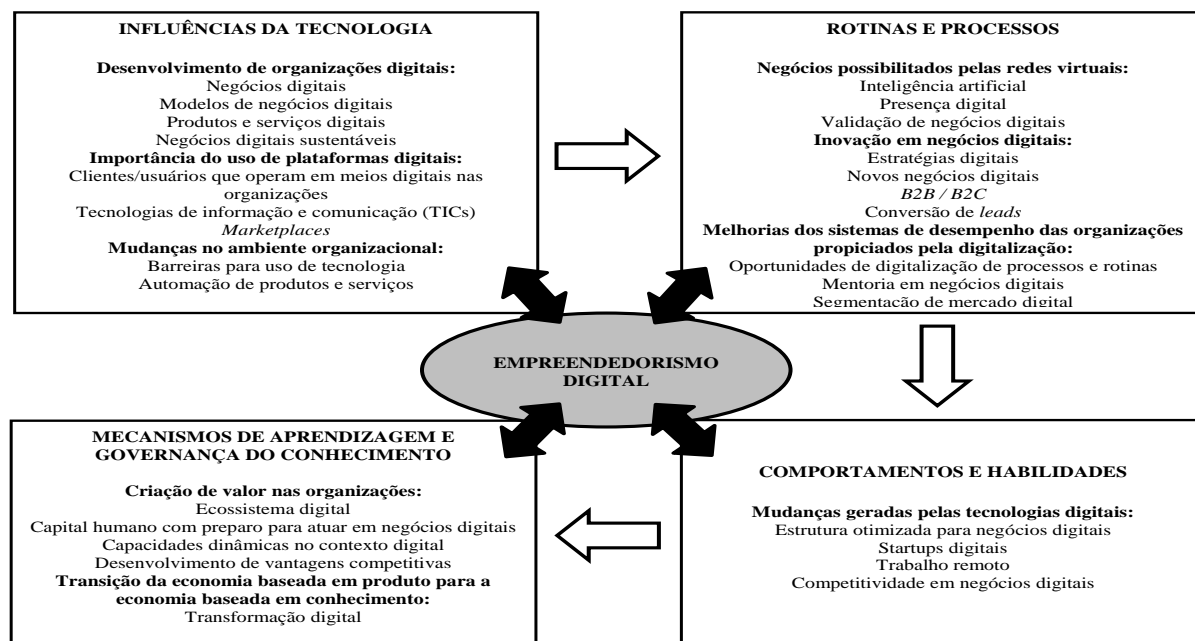 INFLUÊNCIAS DA TECNOLOGIA
Desenvolvimento de organizações digitais:
Negócios digitais
Modelos de negócios digitais
Produtos e serviços digitais
Negócios digitais sustentáveis
Importância do uso de plataformas digitais:
Clientes/usuários que operam em meios digitais nas
organizações
Tecnologias de informação e comunicação (TICs)
Marketplaces
Mudanças no ambiente organizacional:
Barreiras para uso de tecnologia
Automação de produtos e serviços
ROTINAS E PROCESSOS
Negócios possibilitados pelas redes virtuais:
Inteligência artificial
Presença digital
Validação de negócios digitais
Inovação em negócios digitais:
Estratégias digitais
Novos negócios digitais
B2B / B2C
Conversão de leads
Melhorias dos sistemas de desempenho das organizações
propiciados pela digitalização:
Oportunidades de digitalização de processos e rotinas
Mentoria em negócios digitais
Segmentação de mercado digital
EMPREENDEDORISMO
DIGITAL
MECANISMOS DE APRENDIZAGEM E
GOVERNANÇA DO CONHECIMENTO
Criação de valor nas organizações:
Ecossistema digital
Capital humano com preparo para atuar em negócios digitais
Capacidades dinâmicas no contexto digital
Desenvolvimento de vantagens competitivas
Transição da economia baseada em produto para a
economia baseada em conhecimento:
Transformação digital
COMPORTAMENTOS E HABILIDADES
Mudanças geradas pelas tecnologias digitais:
Estrutura otimizada para negócios digitais
Startups digitais
Trabalho remoto
Competitividade em negócios digitais